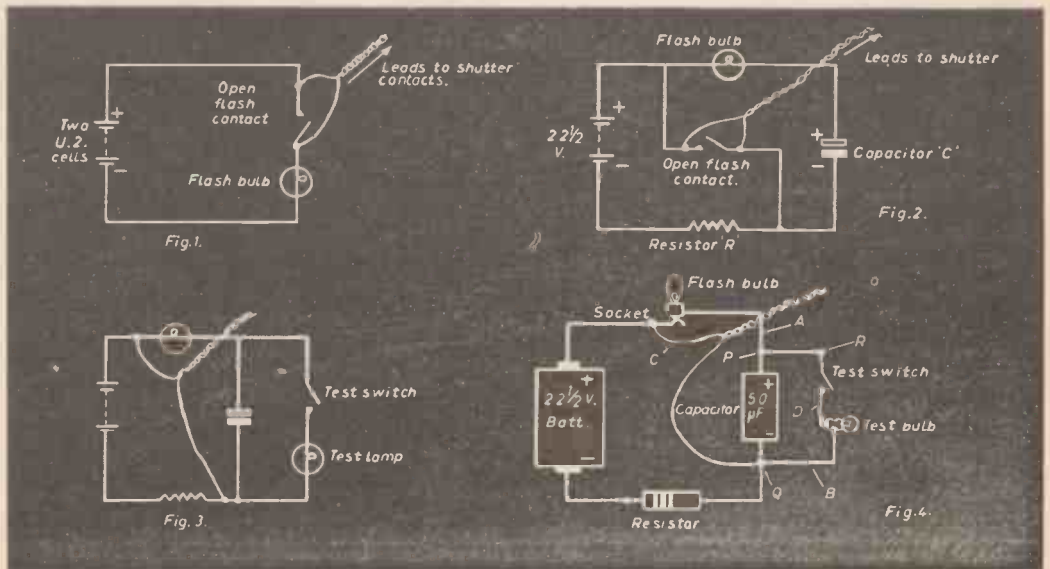 Open
flash
contact
Leads to shutter
contacts.
Two
U.2.
cells
+
-
Flash bulb
Fig.1.
Flash bulb
Leads to shutter
22½
V.
+
-
Open flash
contact.
+
-
Capacitor 'C'
Resistor 'R'
Fig.2.
Test switch
Test lamp
Fig.3.
Flash bulb
Socket
A
C
P
R
Test switch
+
22½ V.
Batt.
-
Capacitor
+
50
µF
-
D
Test bulb
Q
B
Resistor
Fig.4.